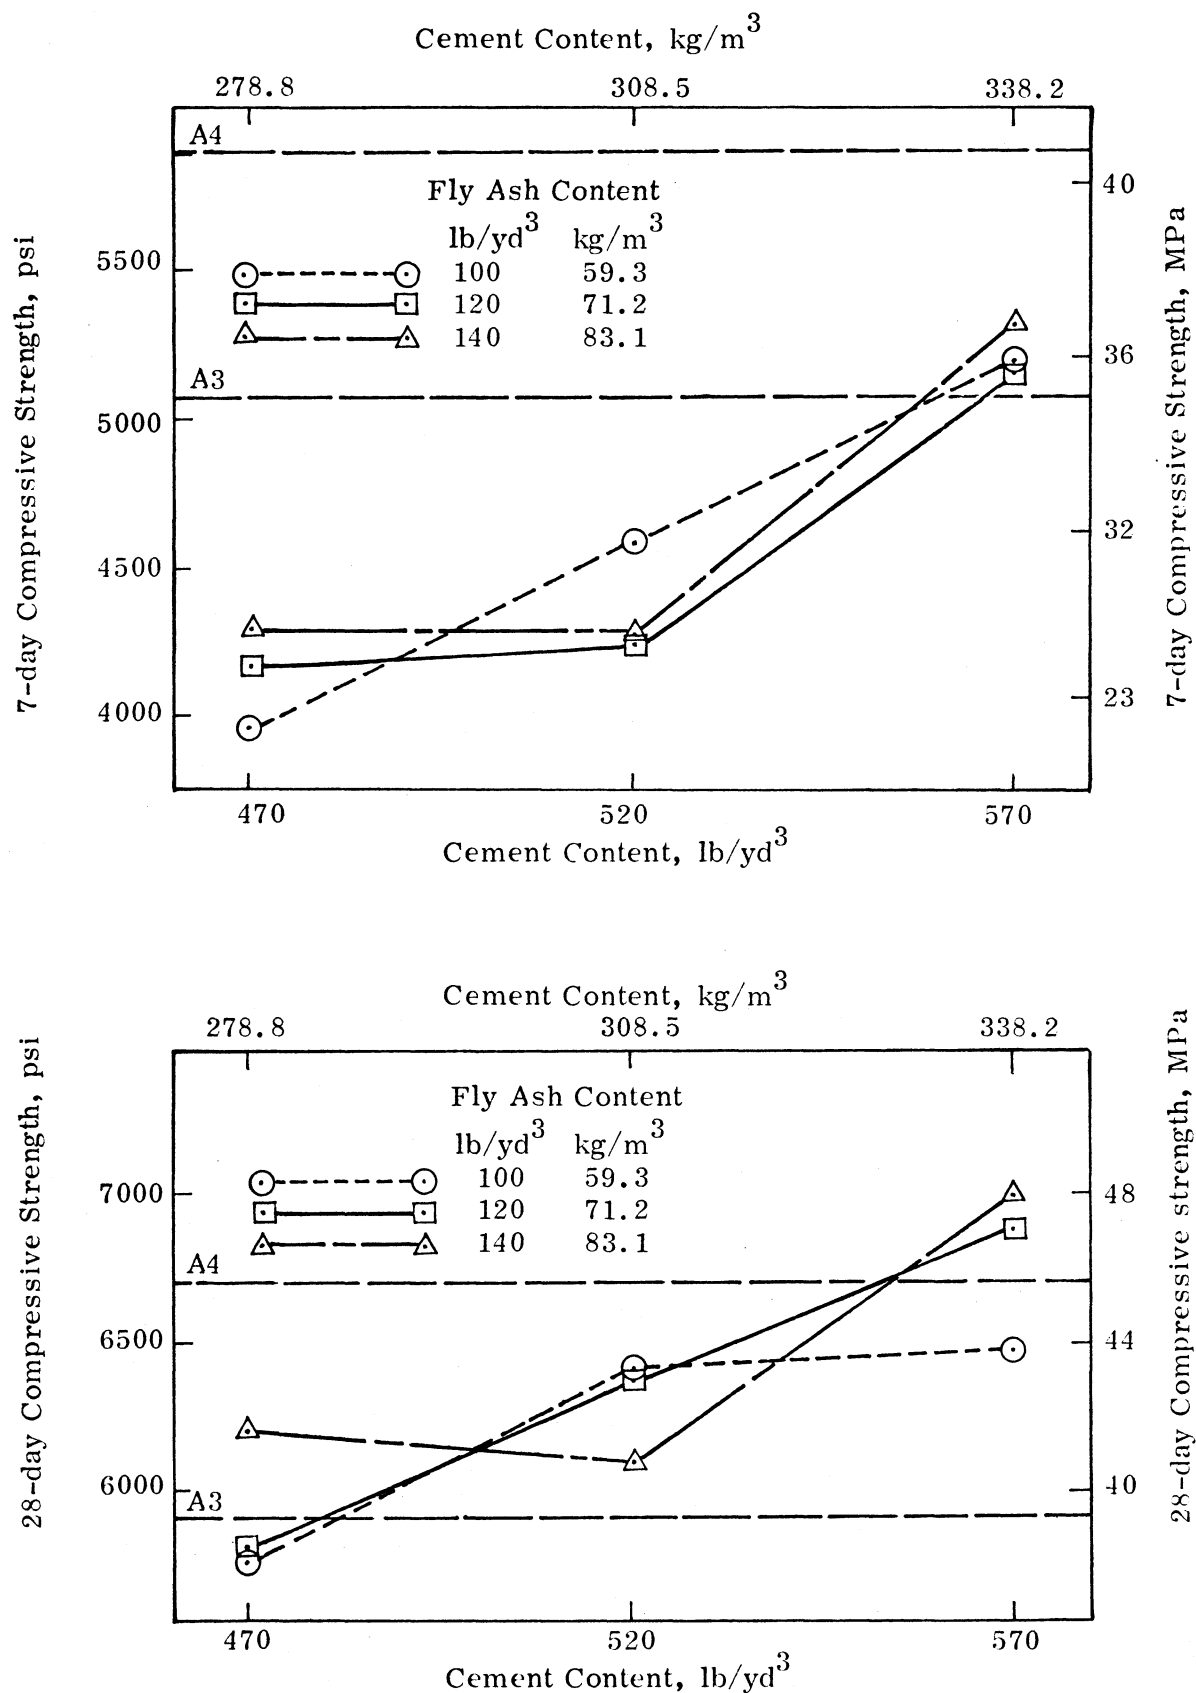 Cement Content, kg/m3
278.8 308.5 338.2
A4
Fly Ash Content
lb/yd3 kg/m3
100 59.3
120 71.2
140 83.1
A3
5500
5000
4500
4000
7-day Compressive Strength, psi
40
36
32
23
7-day Compressive Strength, MPa
470 520 570
Cement Content, lb/yd3
Cement Content, kg/m3
278.8 308.5 338.2
Fly Ash Content
lb/yd3 kg/m3
100 59.3
120 71.2
140 83.1
A4
A3
7000
6500
6000
28-day Compressive Strength, psi
48
44
40
28-day Compressive strength, MPa
470 520 570
Cement Content, lb/yd3